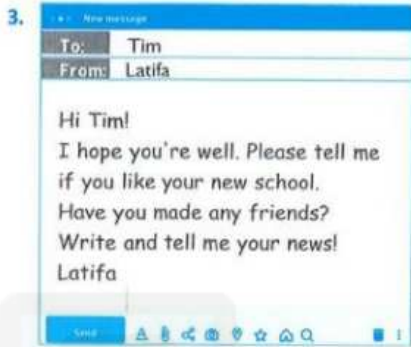 3.
New message
To: Tim
From: Latifa
Hi Tim!
I hope you're well. Please tell me
if you like your new school.
Have you made any friends?
Write and tell me your news!
Latifa
Send